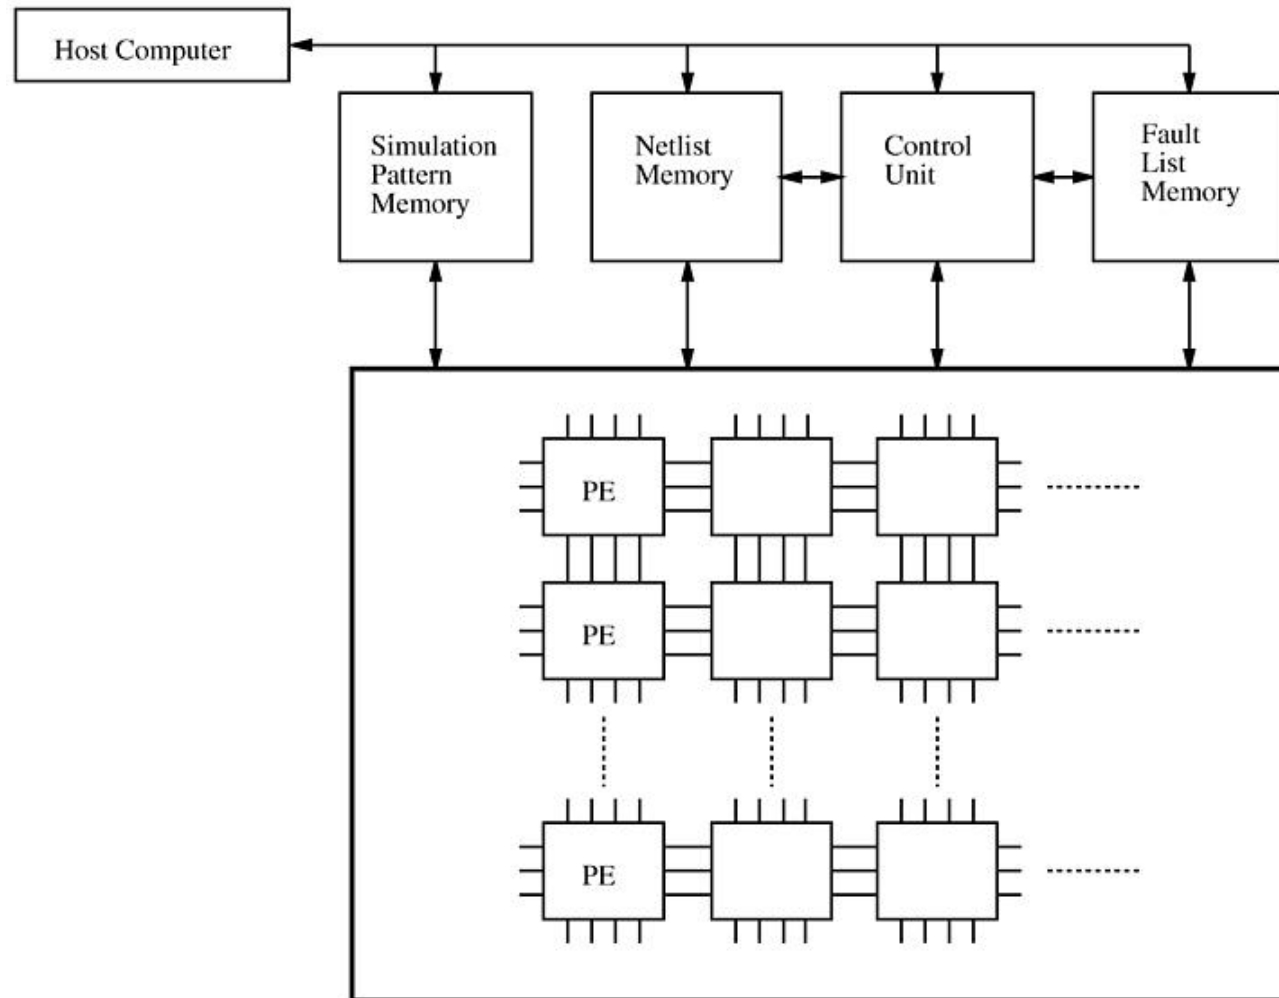 Host Computer
Simulation
Pattern
Memory
Netlist
Memory
Control
Unit
Fault
List
Memory
PE
PE
PE